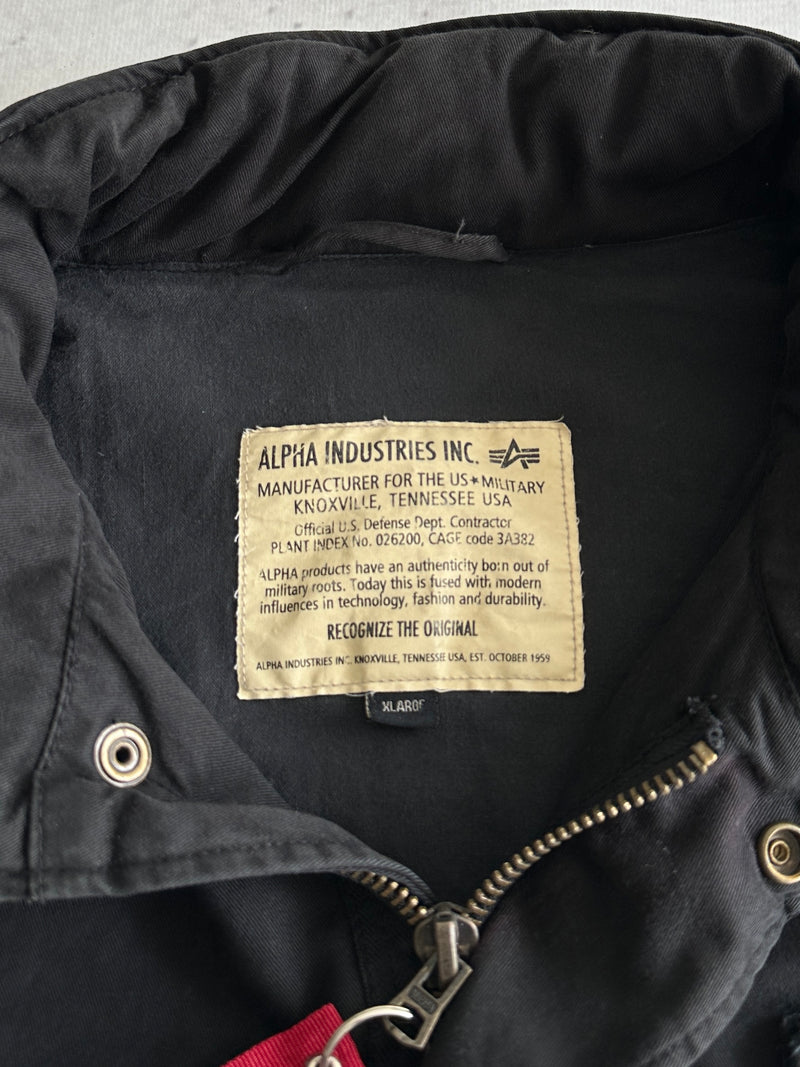 ALPHA INDUSTRIES INC.
MANUFACTURER FOR THE US★MILITARY
KNOXVILLE, TENNESSEE USA
Official U.S. Defense Dept. Contractor
PLANT INDEX No. 026200, CAGE code 3A382
ALPHA products have an authenticity born out of
military roots. Today this is fused with modern
influences in technology, fashion and durability.
RECOGNIZE THE ORIGINAL
ALPHA INDUSTRIES INC. KNOXVILLE, TENNESSEE USA, EST. OCTOBER 1959
XLARGE